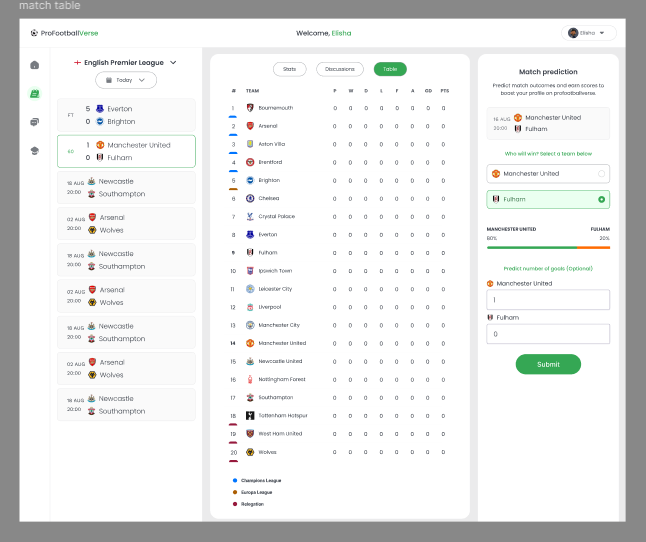 match table
ProFootballVerse
Welcome, Elisha
Elisha
English Premier League
Today
FT
5 Everton
0 Brighton
60
1 Manchester United
0 Fulham
18 AUG Newcastle
20:00 Southampton
02 AUG Arsenal
20:00 Wolves
18 AUG Newcastle
20:00 Southampton
02 AUG Arsenal
20:00 Wolves
18 AUG Newcastle
20:00 Southampton
02 AUG Arsenal
20:00 Wolves
18 AUG Newcastle
20:00 Southampton
Stats Discussions Table
# TEAM P W D L F A GD PTS
1 Bournemouth 0 0 0 0 0 0 0 0
2 Arsenal 0 0 0 0 0 0 0 0
3 Aston Villa 0 0 0 0 0 0 0 0
4 Brentford 0 0 0 0 0 0 0 0
5 Brighton 0 0 0 0 0 0 0 0
6 Chelsea 0 0 0 0 0 0 0 0
7 Crystal Palace 0 0 0 0 0 0 0 0
8 Everton 0 0 0 0 0 0 0 0
9 Fulham 0 0 0 0 0 0 0 0
10 Ipswich Town 0 0 0 0 0 0 0 0
11 Leicester City 0 0 0 0 0 0 0 0
12 Liverpool 0 0 0 0 0 0 0 0
13 Manchester City 0 0 0 0 0 0 0 0
14 Manchester United 0 0 0 0 0 0 0 0
15 Newcastle United 0 0 0 0 0 0 0 0
16 Nottingham Forest 0 0 0 0 0 0 0 0
17 Southampton 0 0 0 0 0 0 0 0
18 Tottenham Hotspur 0 0 0 0 0 0 0 0
19 West Ham United 0 0 0 0 0 0 0 0
20 Wolves 0 0 0 0 0 0 0 0
Champions League
Europa League
Relegation
Match prediction
Predict match outcomes and earn scores to
boost your profile on profootballverse.
18 AUG Manchester United
20:00 Fulham
Who will win? Select a team below
Manchester United
Fulham
MANCHESTER UNITED FULHAM
80% 20%
Predict number of goals (Optional)
Manchester United
1
Fulham
0
Submit